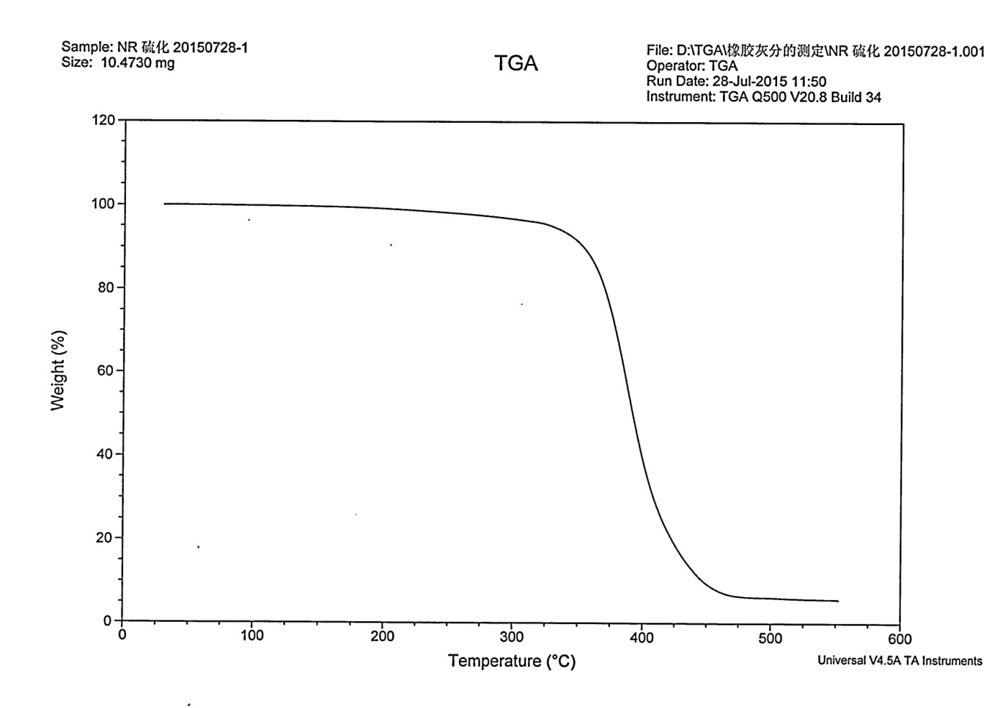 Sample: NR 硫化 20150728-1
Size: 10.4730 mg
TGA
File: D:\TGA\橡胶灰分的测定\NR 硫化 20150728-1.001
Operator: TGA
Run Date: 28-Jul-2015 11:50
Instrument: TGA Q500 V20.8 Build 34
120
100
80
60
40
20
0
Weight (%)
0 100 200 300 400 500 600
Temperature (°C)
Universal V4.5A TA Instruments